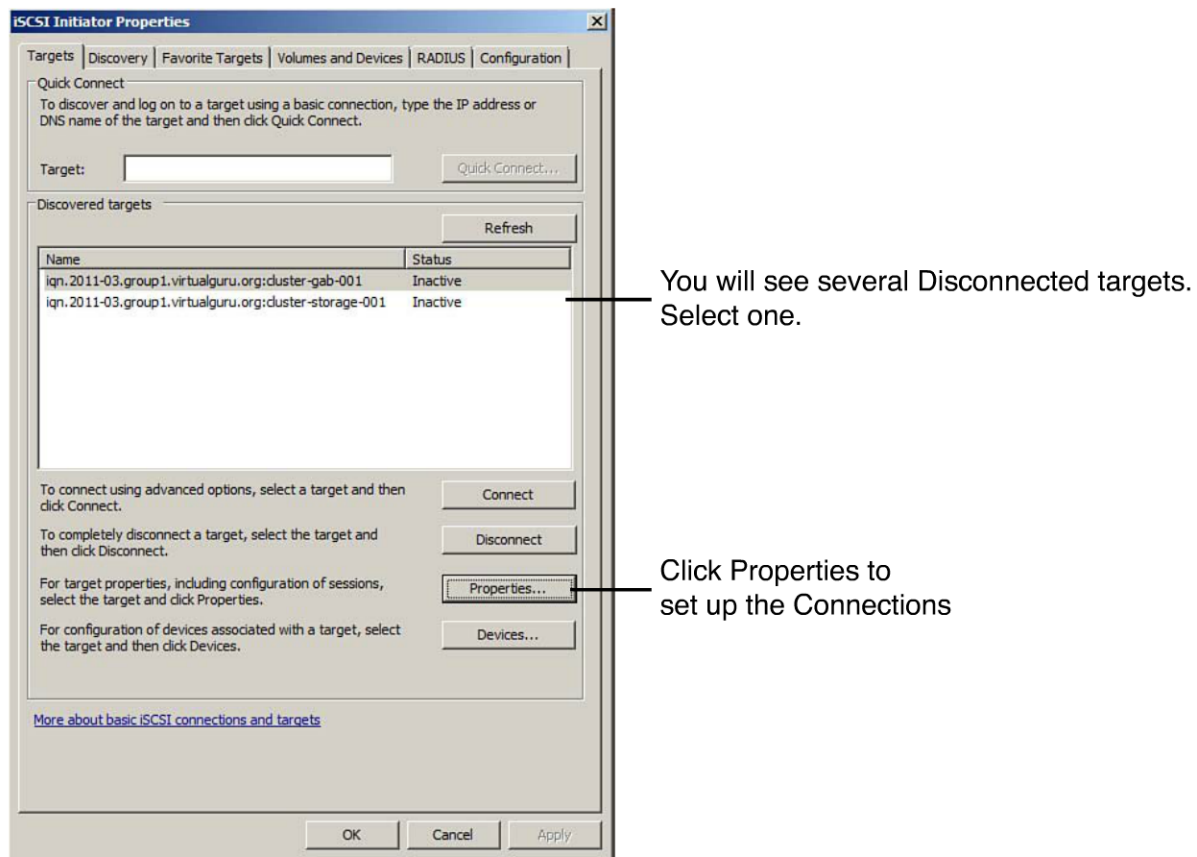 iSCSI Initiator Properties
Targets Discovery Favorite Targets Volumes and Devices RADIUS Configuration
Quick Connect
To discover and log on to a target using a basic connection, type the IP address or
DNS name of the target and then click Quick Connect.
Target: Quick Connect...
Discovered targets
Refresh
Name Status
iqn.2011-03.group1.virtualguru.org:cluster-gab-001 Inactive
iqn.2011-03.group1.virtualguru.org:cluster-storage-001 Inactive
You will see several Disconnected targets.
Select one.
To connect using advanced options, select a target and then
click Connect.
Connect
To completely disconnect a target, select the target and
then click Disconnect.
Disconnect
For target properties, including configuration of sessions,
select the target and click Properties.
Properties...
Click Properties to
set up the Connections
For configuration of devices associated with a target, select
the target and then click Devices.
Devices...
More about basic iSCSI connections and targets
OK Cancel Apply